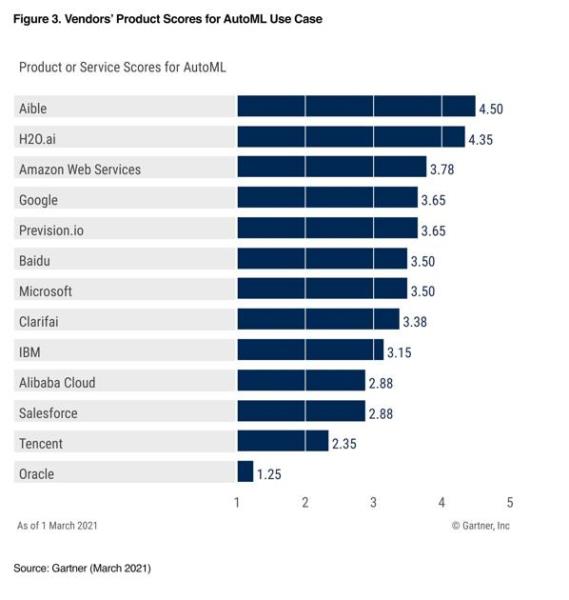 Figure 3. Vendors' Product Scores for AutoML Use Case
Product or Service Scores for AutoML
Aible 4.50
H2O.ai 4.35
Amazon Web Services 3.78
Google 3.65
Prevision.io 3.65
Baidu 3.50
Microsoft 3.50
Clarifai 3.38
IBM 3.15
Alibaba Cloud 2.88
Salesforce 2.88
Tencent 2.35
Oracle 1.25
1 2 3 4 5
As of 1 March 2021 © Gartner, Inc
Source: Gartner (March 2021)